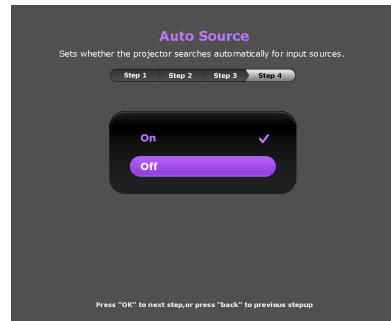 Auto Source
Sets whether the projector searches automatically for input sources.
Step 1 Step 2 Step 3 Step 4
On
Off
Press "OK" to next step,or press "back" to previous stepup